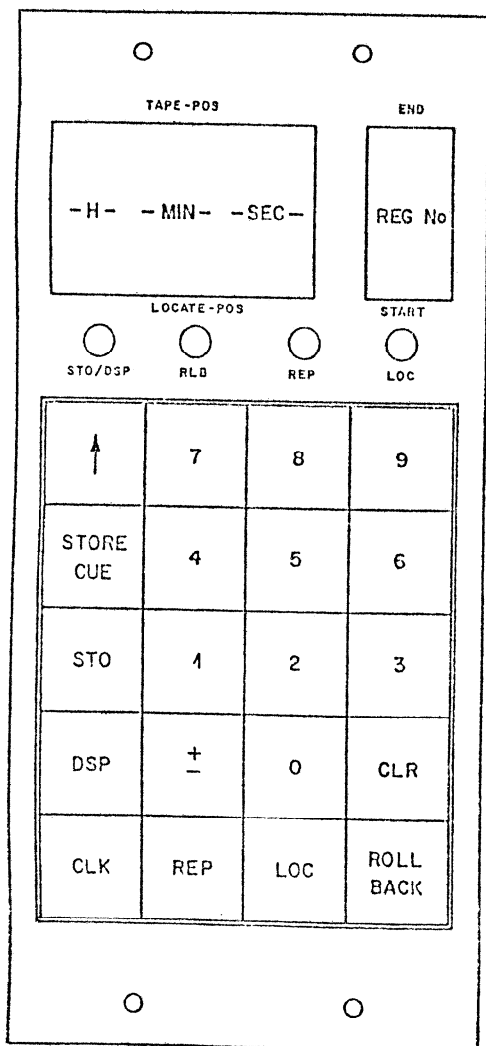 TAPE-POS END
-H- -MIN- -SEC- REG No
LOCATE-POS START
STO/DSP RLB REP LOC
↑ 7 8 9
STORE
CUE 4 5 6
STO 1 2 3
DSP ± 0 CLR
CLK REP LOC ROLL
BACK